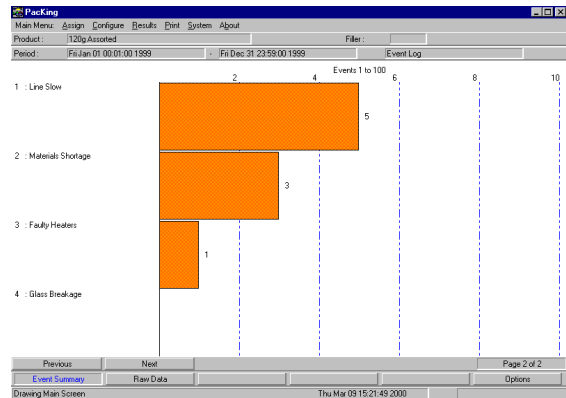 PacKing
Main Menu: Assign Configure Results Print System About
Product : 120g Assorted Filler :
Period : Fri Jan 01 00:01:00 1999 - Fri Dec 31 23:59:00 1999 Event Log
Events 1 to 100
2 4 6 8 10
1 : Line Slow
5
2 : Materials Shortage
3
3 : Faulty Heaters
1
4 : Glass Breakage
Previous Next Page 2 of 2
Event Summary Raw Data Options
Drawing Main Screen Thu Mar 09 15:21:49 2000